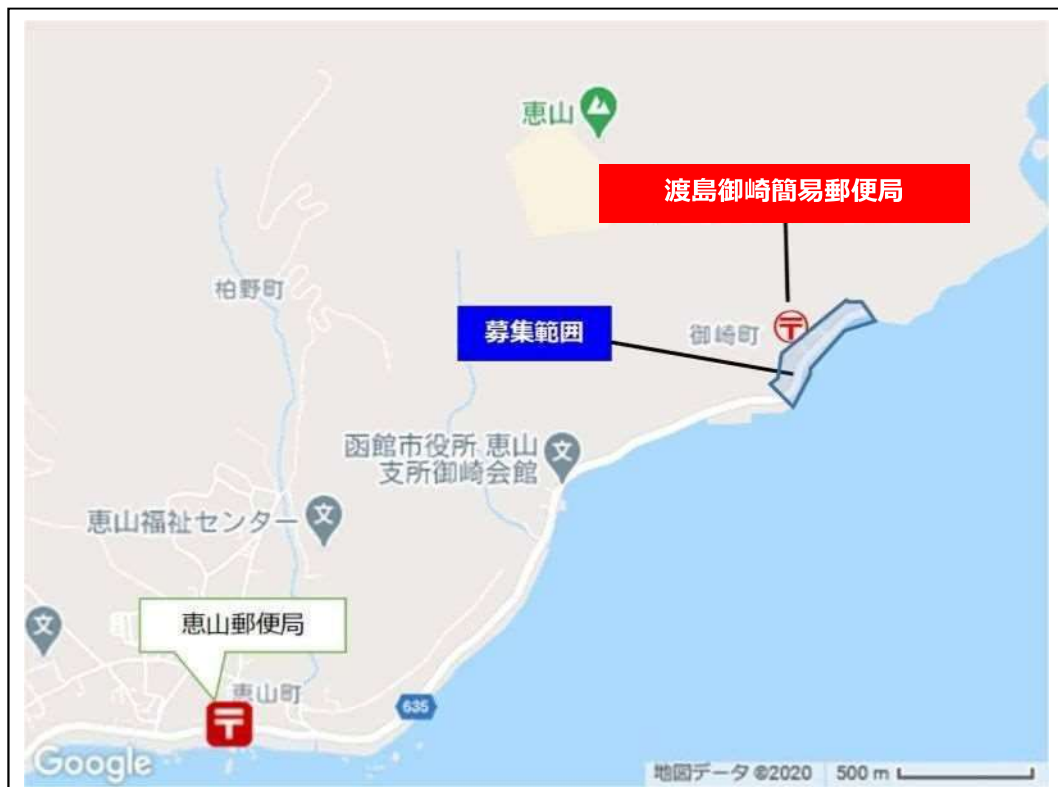 恵山
渡島御崎簡易郵便局
柏野町
募集範囲
御崎町
函館市役所 恵山
支所御崎会館
恵山福祉センター
恵山郵便局
恵山町
635
Google
地図データ ©2020 500 m